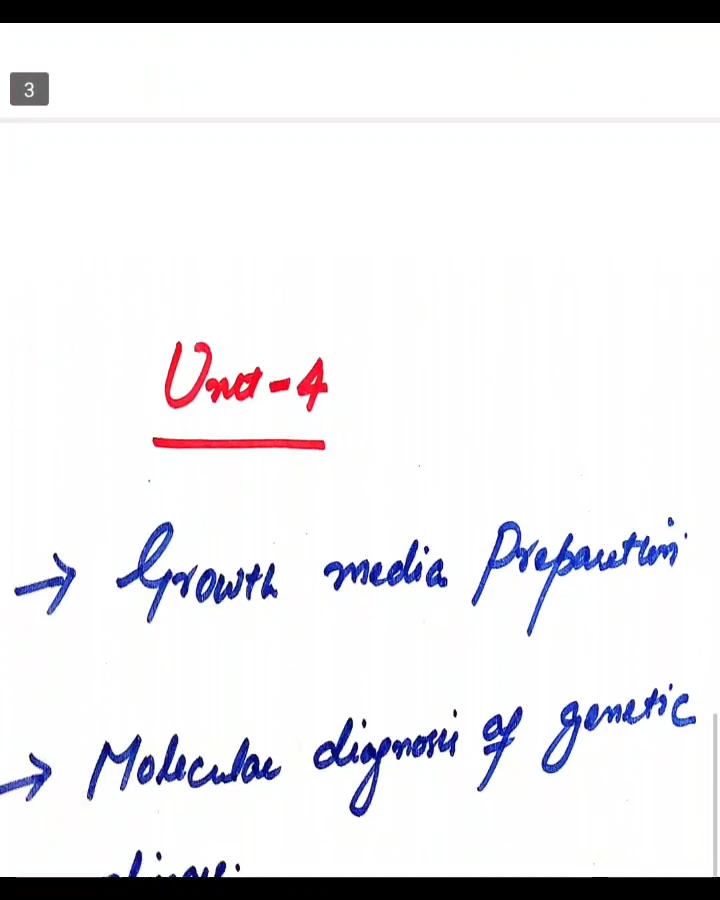 3
Unit-4
→ Growth media Preparation
→ Molecular diagnosis of genetic